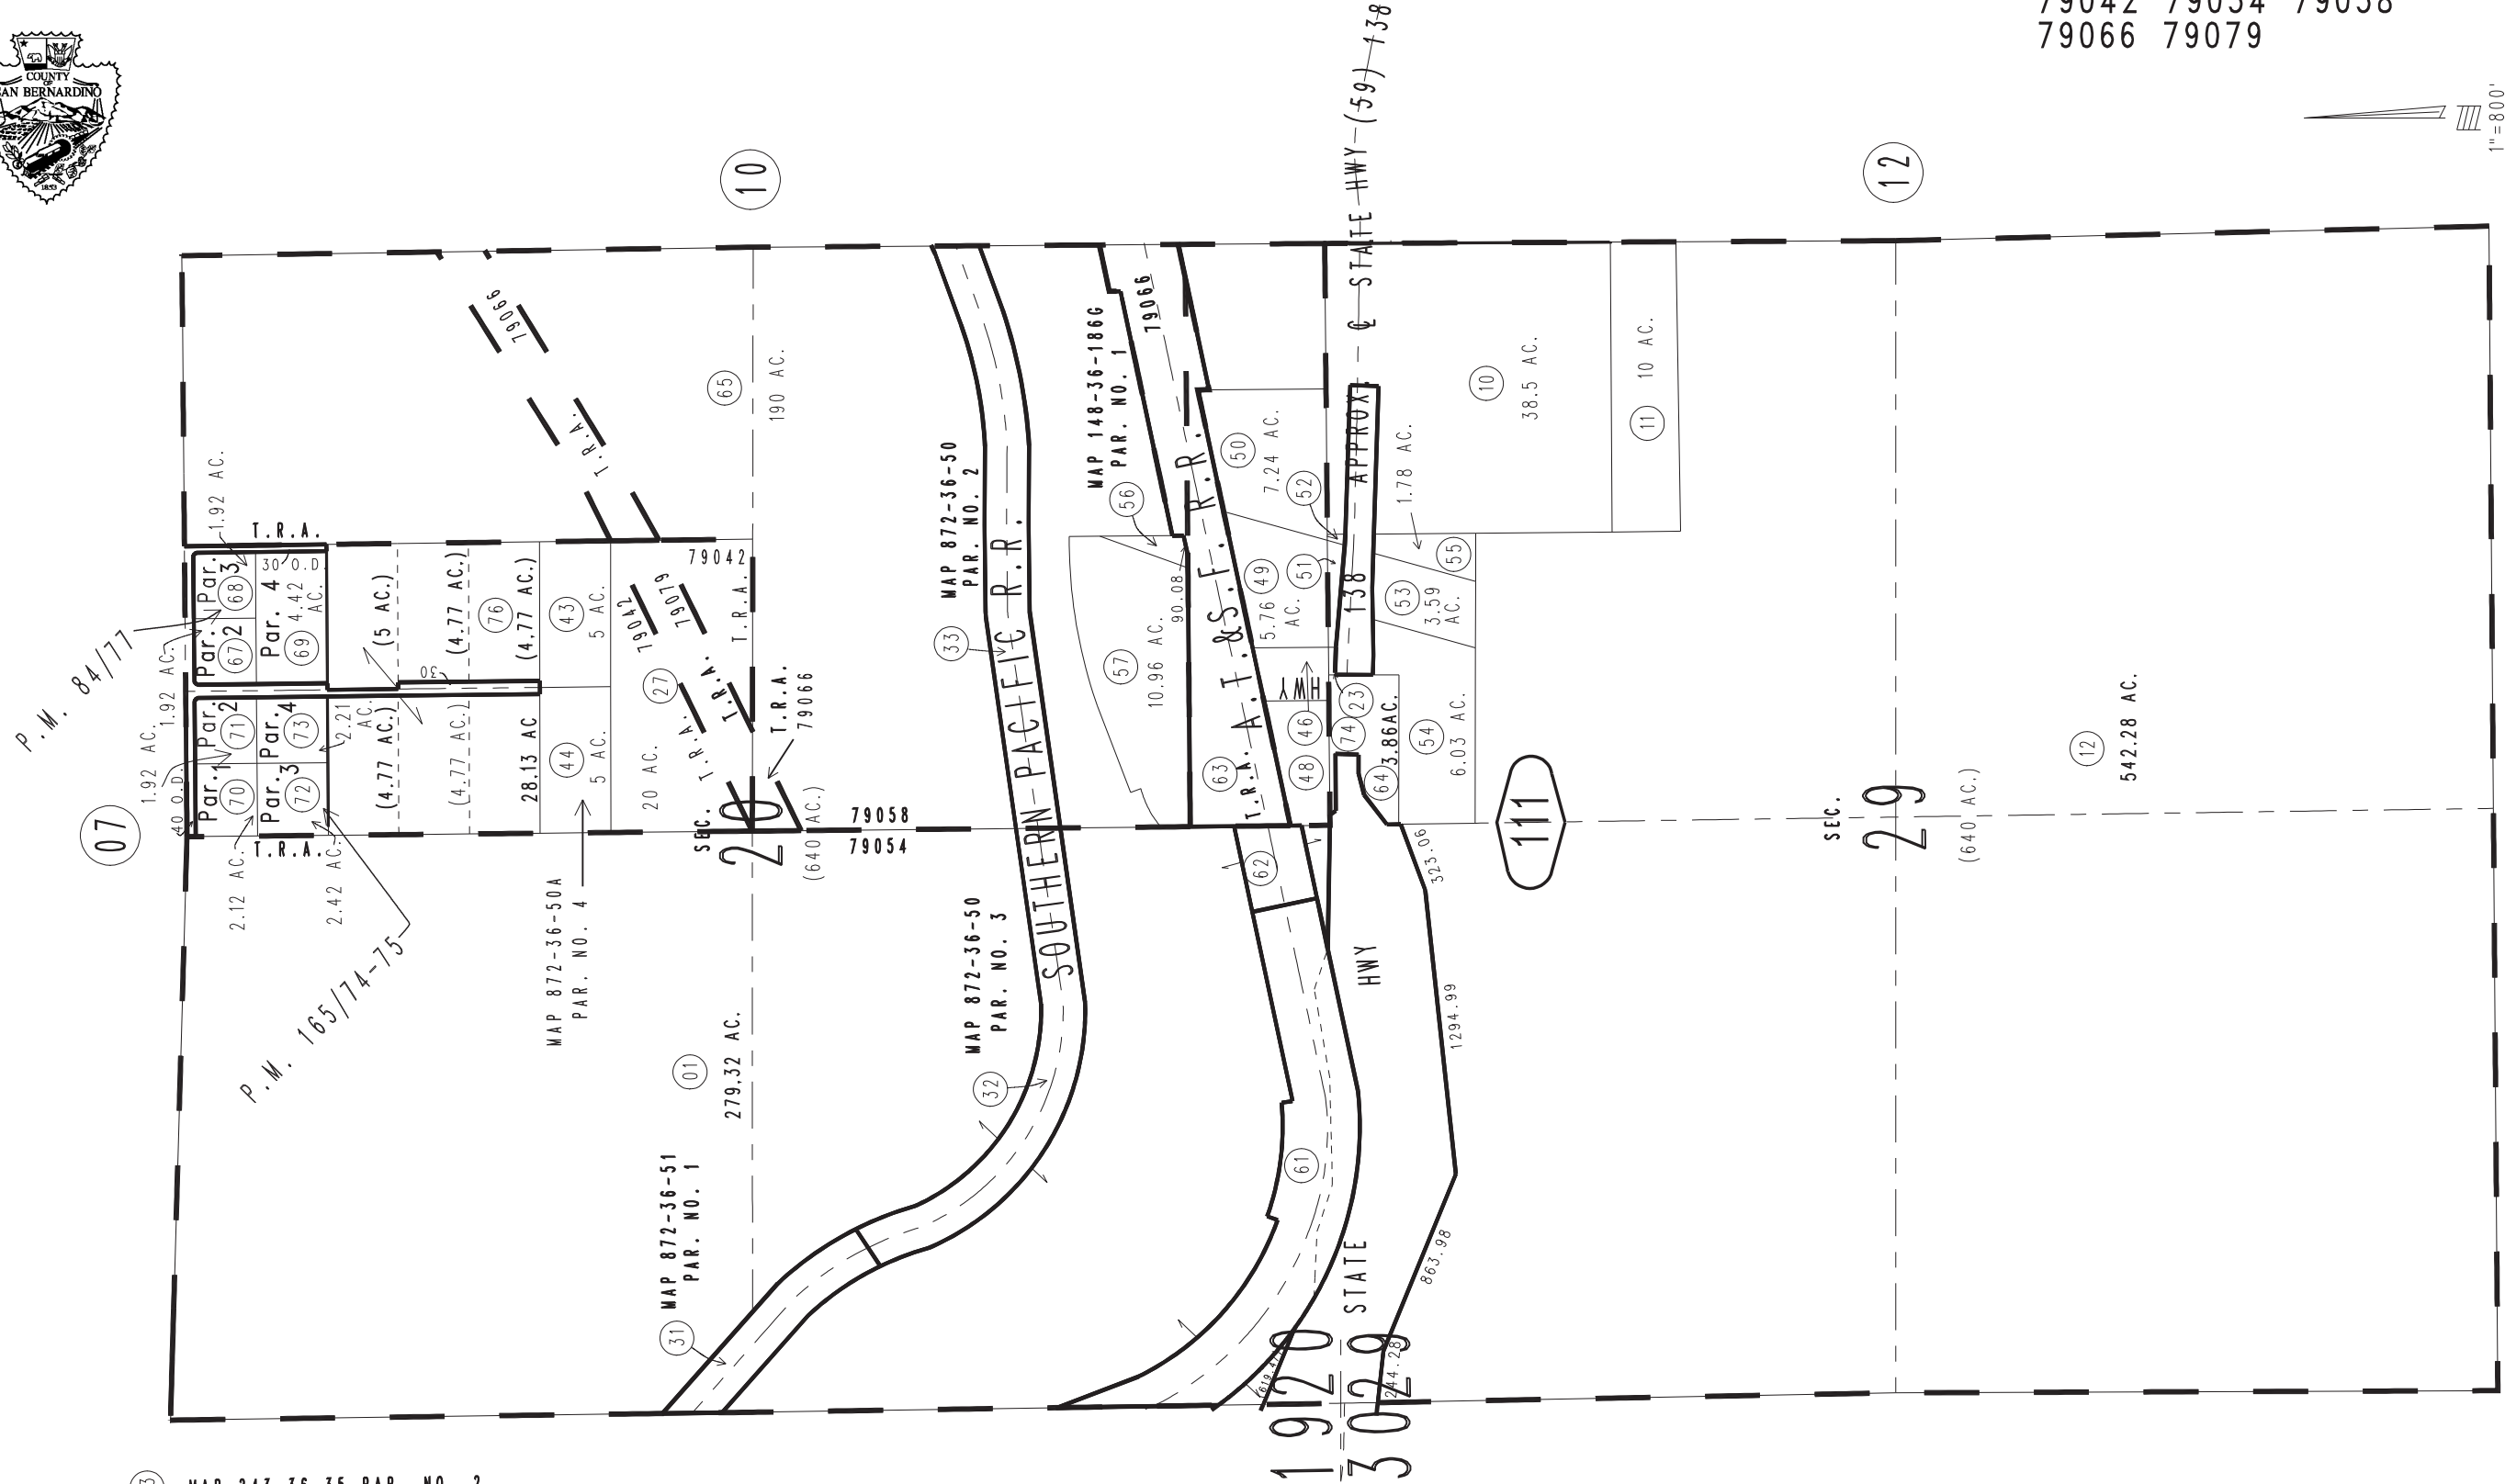 COUNTY
OF
SAN BERNARDINO
1853
79042 79054 79058
79066 79079
1"=800'
STATE HWY (59) 138
10
12
07
P.M. 84/77
P.M. 165/74-75
1.92 AC.
1.92 AC.
1.92 AC.
40 O.D.
T.R.A.
Par. 3
68
30 O.D.
Par. 2
67
Par. 4
69
4.42 AC.
Par. 2
71
Par. 1
70
Par. 4
73
2.21 AC.
Par. 3
72
T.R.A.
2.12 AC.
2.42 AC.
(5 AC.)
(4.77 AC.)
76
(4.77 AC.)
30
(4.77 AC.)
(4.77 AC.)
28.13 AC
43
5 AC.
44
5 AC.
MAP 872-36-50A
PAR. NO. 4
27
20 AC.
79042
79079
T.R.A.
T.R.A.
79042
T.R.A.
79066
T.R.A.
65
190 AC.
T.R.A.
79066
SEC.
20
(640 AC.)
79058
79054
01
279.32 AC.
MAP 872-36-51
PAR. NO. 1
31
MAP 872-36-50
PAR. NO. 2
33
MAP 872-36-50
PAR. NO. 3
32
SOUTHERN PACIFIC R.R.
MAP 148-36-186G
PAR. NO. 1
79066
56
57
10.96 AC.
90.08
A.T.&S.F. R.R.
T.R.A.
63
62
61
50
7.24 AC.
52
49
5.76 AC.
51
46
48
HWY
74
23
3.86AC.
64
138
APPROX. ℄ STATE
1.78 AC.
55
53
3.59 AC.
54
6.03 AC.
10
38.5 AC.
11
10 AC.
111
323.06
1294.99
863.98
244.28
STATE HWY
19 20
30 29
SEC.
29
(640 AC.)
12
542.28 AC.
MAP 243-36-35 PAR. NO. 2